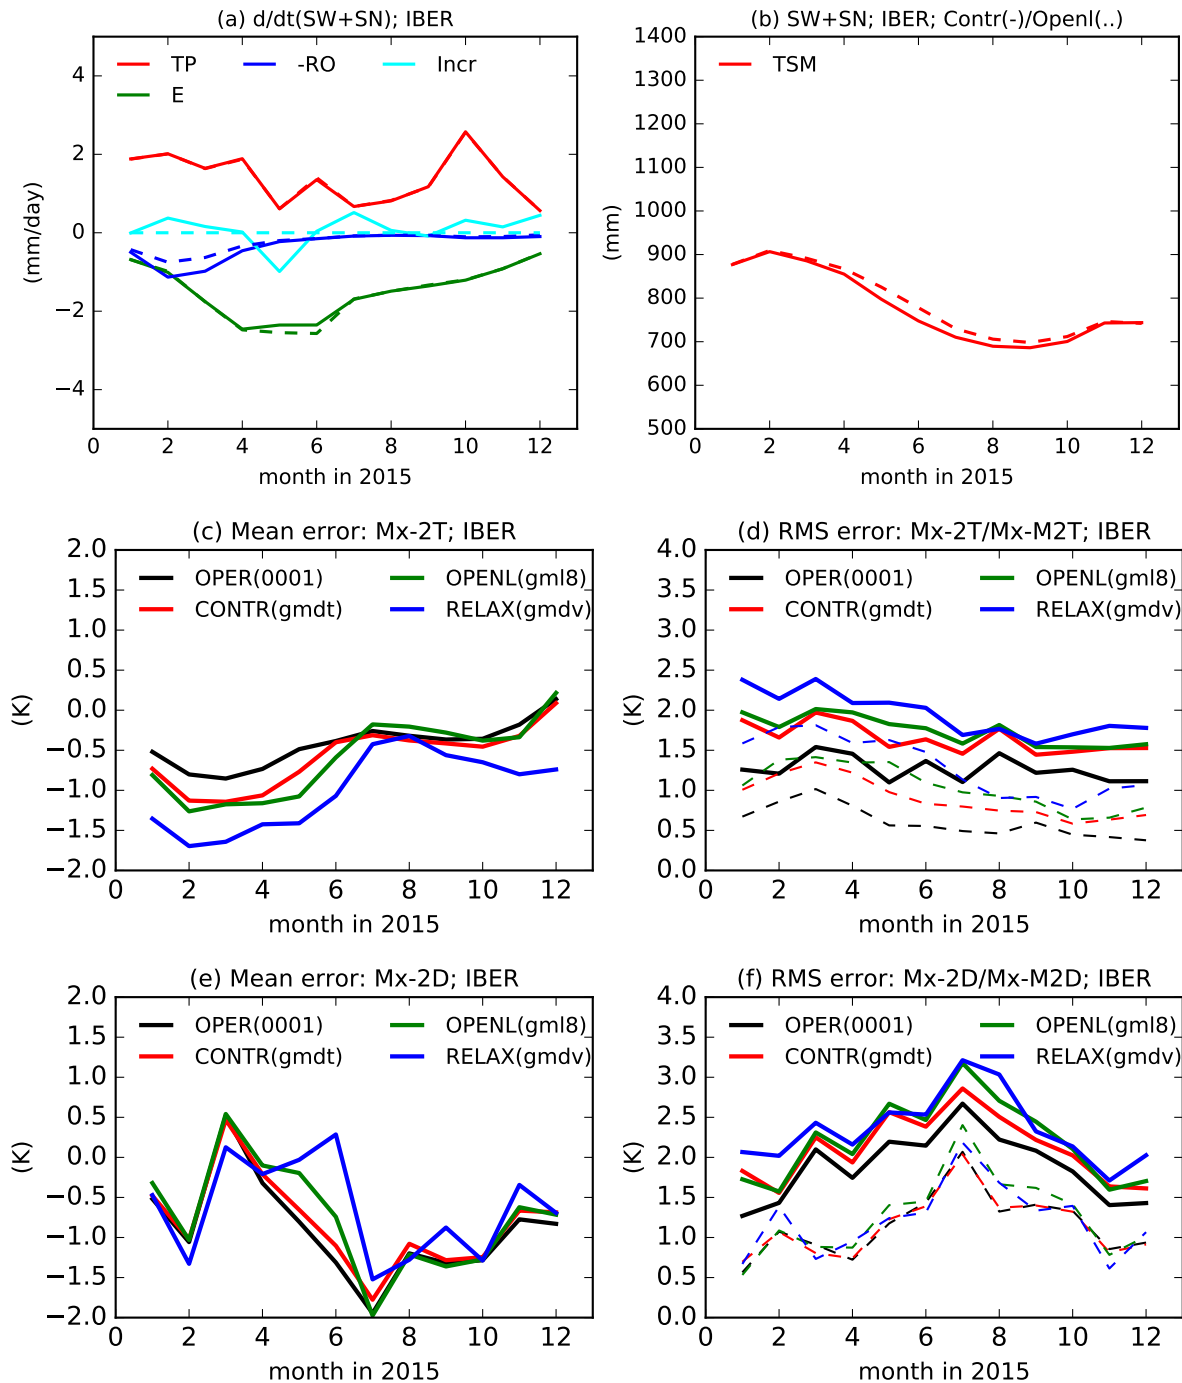 (a) d/dt(SW+SN); IBER
TP -RO Incr
E
4
2
0
−2
−4
(mm/day)
0 2 4 6 8 10 12
month in 2015
(b) SW+SN; IBER; Contr(-)/Openl(..)
TSM
1400
1300
1200
1100
1000
900
800
700
600
500
(mm)
0 2 4 6 8 10 12
month in 2015
(c) Mean error: Mx-2T; IBER
OPER(0001) OPENL(gml8)
CONTR(gmdt) RELAX(gmdv)
2.0
1.5
1.0
0.5
0.0
−0.5
−1.0
−1.5
−2.0
(K)
0 2 4 6 8 10 12
month in 2015
(d) RMS error: Mx-2T/Mx-M2T; IBER
OPER(0001) OPENL(gml8)
CONTR(gmdt) RELAX(gmdv)
4.0
3.5
3.0
2.5
2.0
1.5
1.0
0.5
0.0
(K)
0 2 4 6 8 10 12
month in 2015
(e) Mean error: Mx-2D; IBER
OPER(0001) OPENL(gml8)
CONTR(gmdt) RELAX(gmdv)
2.0
1.5
1.0
0.5
0.0
−0.5
−1.0
−1.5
−2.0
(K)
0 2 4 6 8 10 12
month in 2015
(f) RMS error: Mx-2D/Mx-M2D; IBER
OPER(0001) OPENL(gml8)
CONTR(gmdt) RELAX(gmdv)
4.0
3.5
3.0
2.5
2.0
1.5
1.0
0.5
0.0
(K)
0 2 4 6 8 10 12
month in 2015